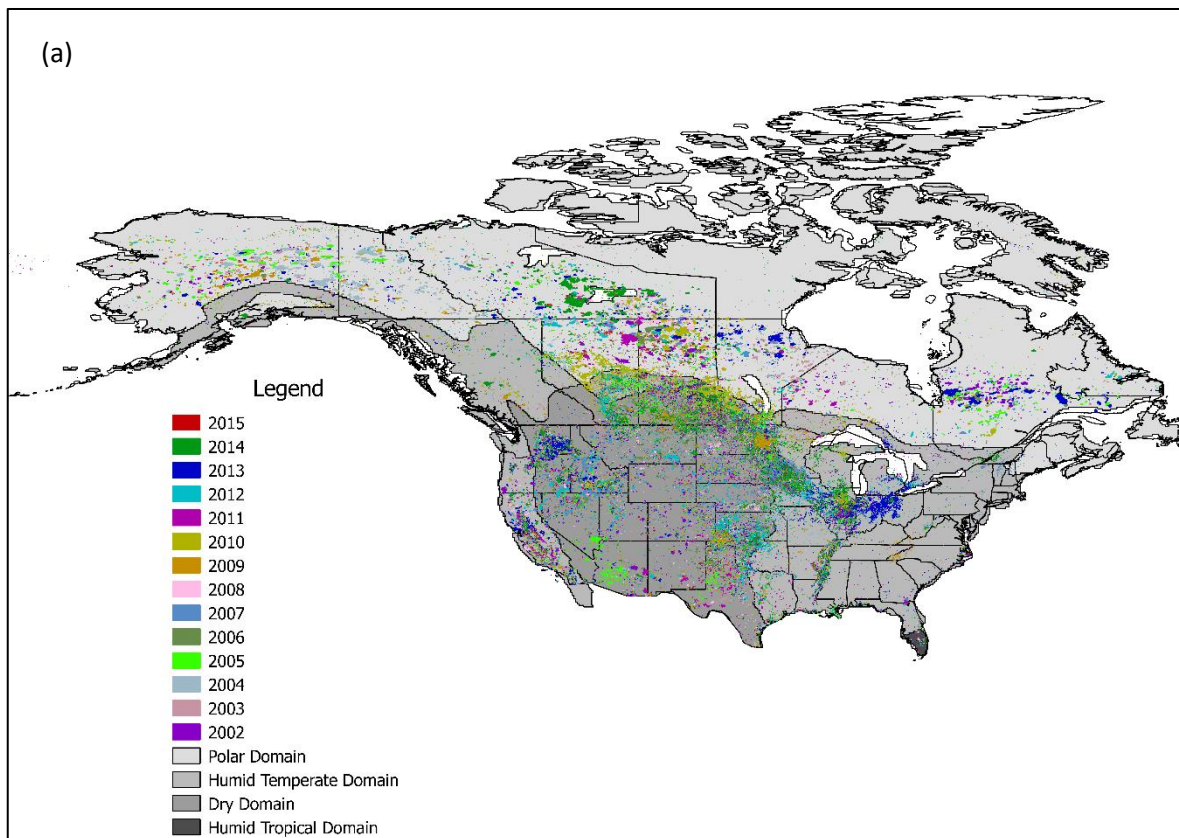 (a)
Legend
2015
2014
2013
2012
2011
2010
2009
2008
2007
2006
2005
2004
2003
2002
Polar Domain
Humid Temperate Domain
Dry Domain
Humid Tropical Domain